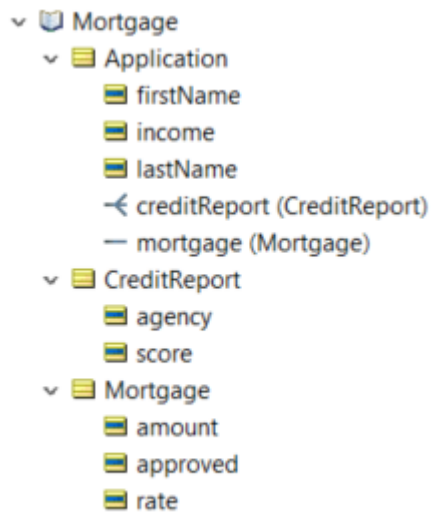 Mortgage
Application
firstName
income
lastName
creditReport (CreditReport)
mortgage (Mortgage)
CreditReport
agency
score
Mortgage
amount
approved
rate